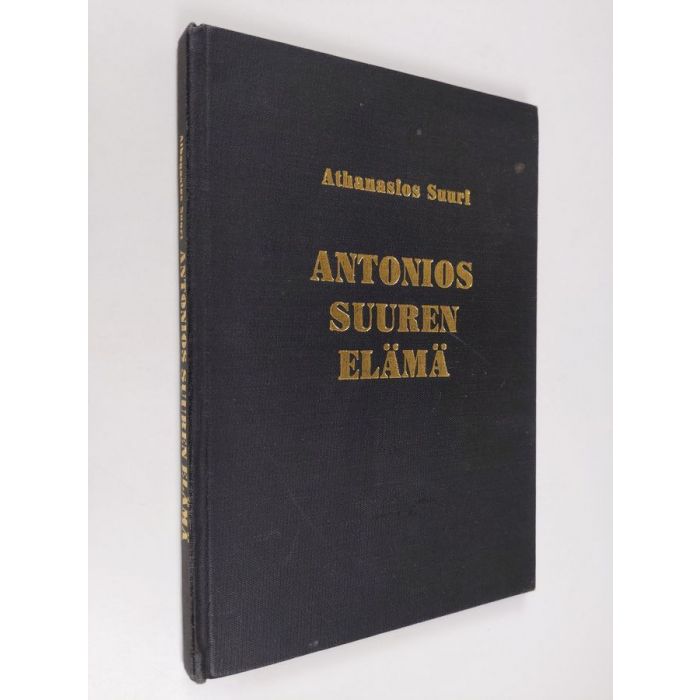 Athanasios Suuri
ANTONIOS
SUUREN
ELÄMÄ
Athanasios Suuri ANTONIOS SUUREN ELÄMÄ